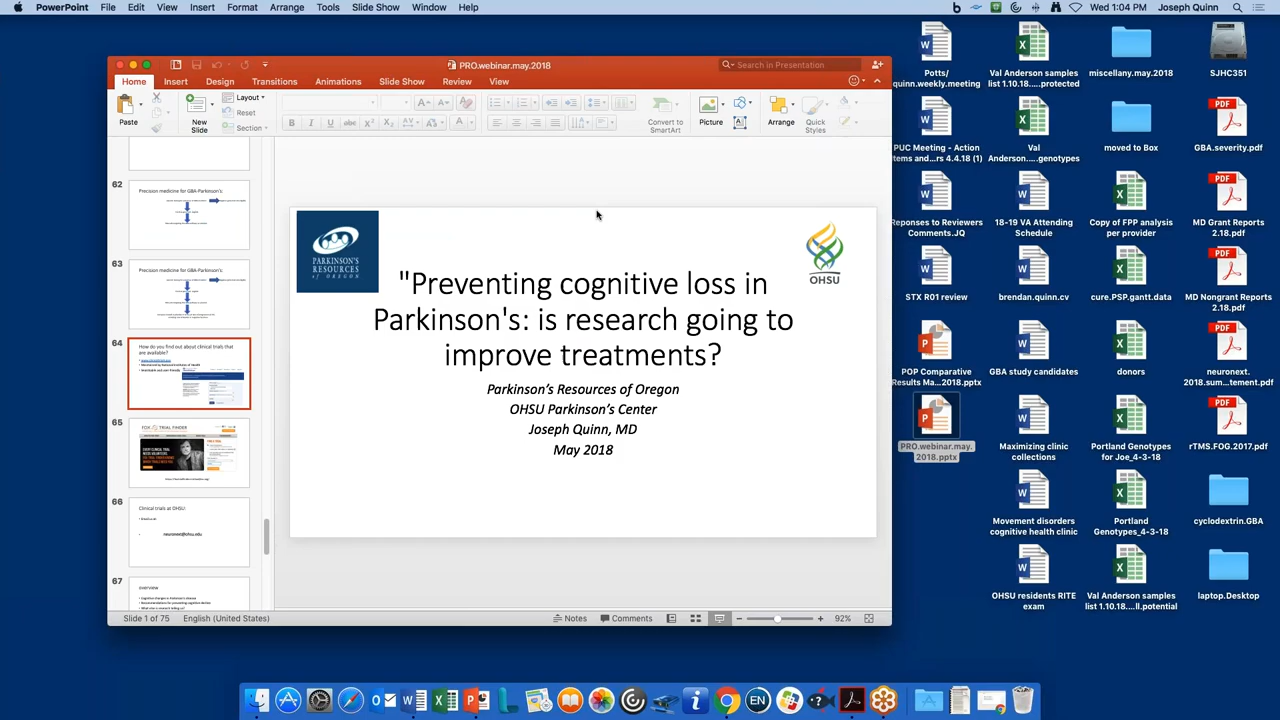 PowerPoint File Edit View Insert Format Arrange Tools Slide Show Window Help
Wed 1:04 PM Joseph Quinn
PRO.webinar.may.2018
Search in Presentation
Home Insert Design Transitions Animations Slide Show Review View
Paste
New
Slide
Layout
Reset
Section
Convert to
SmartArt
Picture
Arrange
Quick
Styles
62
Precision medicine for GBA-Parkinson's:
63
Precision medicine for GBA-Parkinson's:
64
How do you find out about clinical trials that
are available?
65
FOX TRIAL FINDER
66
Clinical trials at OHSU:
neuronext@ohsu.edu
67
OVERVIEW
PARKINSON'S
RESOURCES
of OREGON
OHSU
"Preventing cognitive loss in
Parkinson's: is research going to
improve treatments?
Parkinson's Resources of Oregon
OHSU Parkinson's Center
Joseph Quinn, MD
May 2018
Slide 1 of 75 English (United States)
Notes Comments 92%
Potts/
quinn.weekly.meeting
Val Anderson samples
list 1.10.18.....protected
miscellany.may.2018
SJHC351
PUC Meeting - Action
tems and...rs 4.4.18 (1)
Val
Anderson....genotypes
moved to Box
PDF
GBA.severity.pdf
Reponses to Reviewers
Comments.JQ
18-19 VA Attending
Schedule
Copy of FPP analysis
per provider
PDF
MD Grant Reports
2.18.pdf
STX R01 review
brendan.quinn.cv
cure.PSP.gantt.data
PDF
MD Nongrant Reports
2.18.pdf
POP Comparative
Results Ma...2018.pptx
GBA study candidates
donors
PDF
neuronext.
2018.sum...tement.pdf
PRO.webinar.may.
2018.pptx
Maximizing clinic
collections
Portland Genotypes
for Joe_4-3-18
PDF
rTMS.FOG.2017.pdf
Movement disorders
cognitive health clinic
Portland
Genotypes_4-3-18
cyclodextrin.GBA
OHSU residents RITE
exam
Val Anderson samples
list 1.10.18....ll.potential
laptop.Desktop
EN